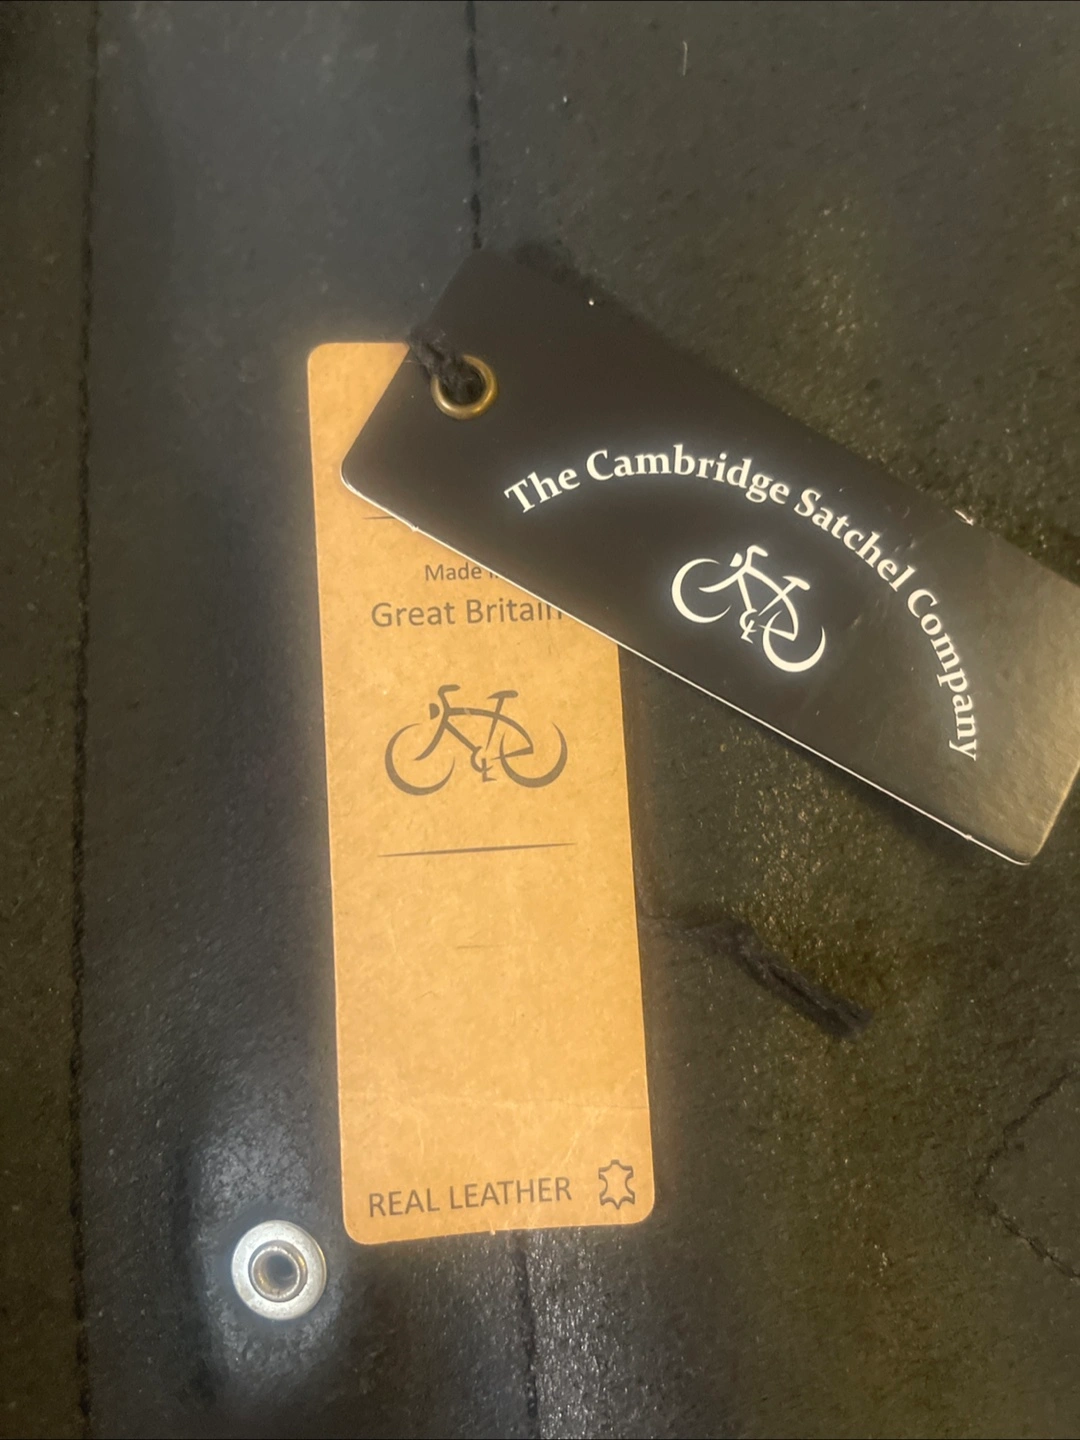 The Cambridge Satchel Company
Made
Great Britain
REAL LEATHER